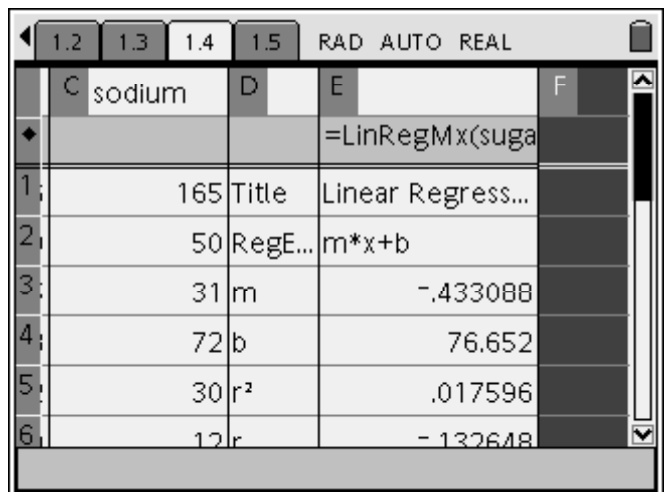 1.2 1.3 1.4 1.5 RAD AUTO REAL
C sodium D E F
=LinRegMx(suga
1 165 Title Linear Regress...
2 50 RegE... m*x+b
3 31 m -.433088
4 72 b 76.652
5 30 r² .017596
6 12 r -.132648